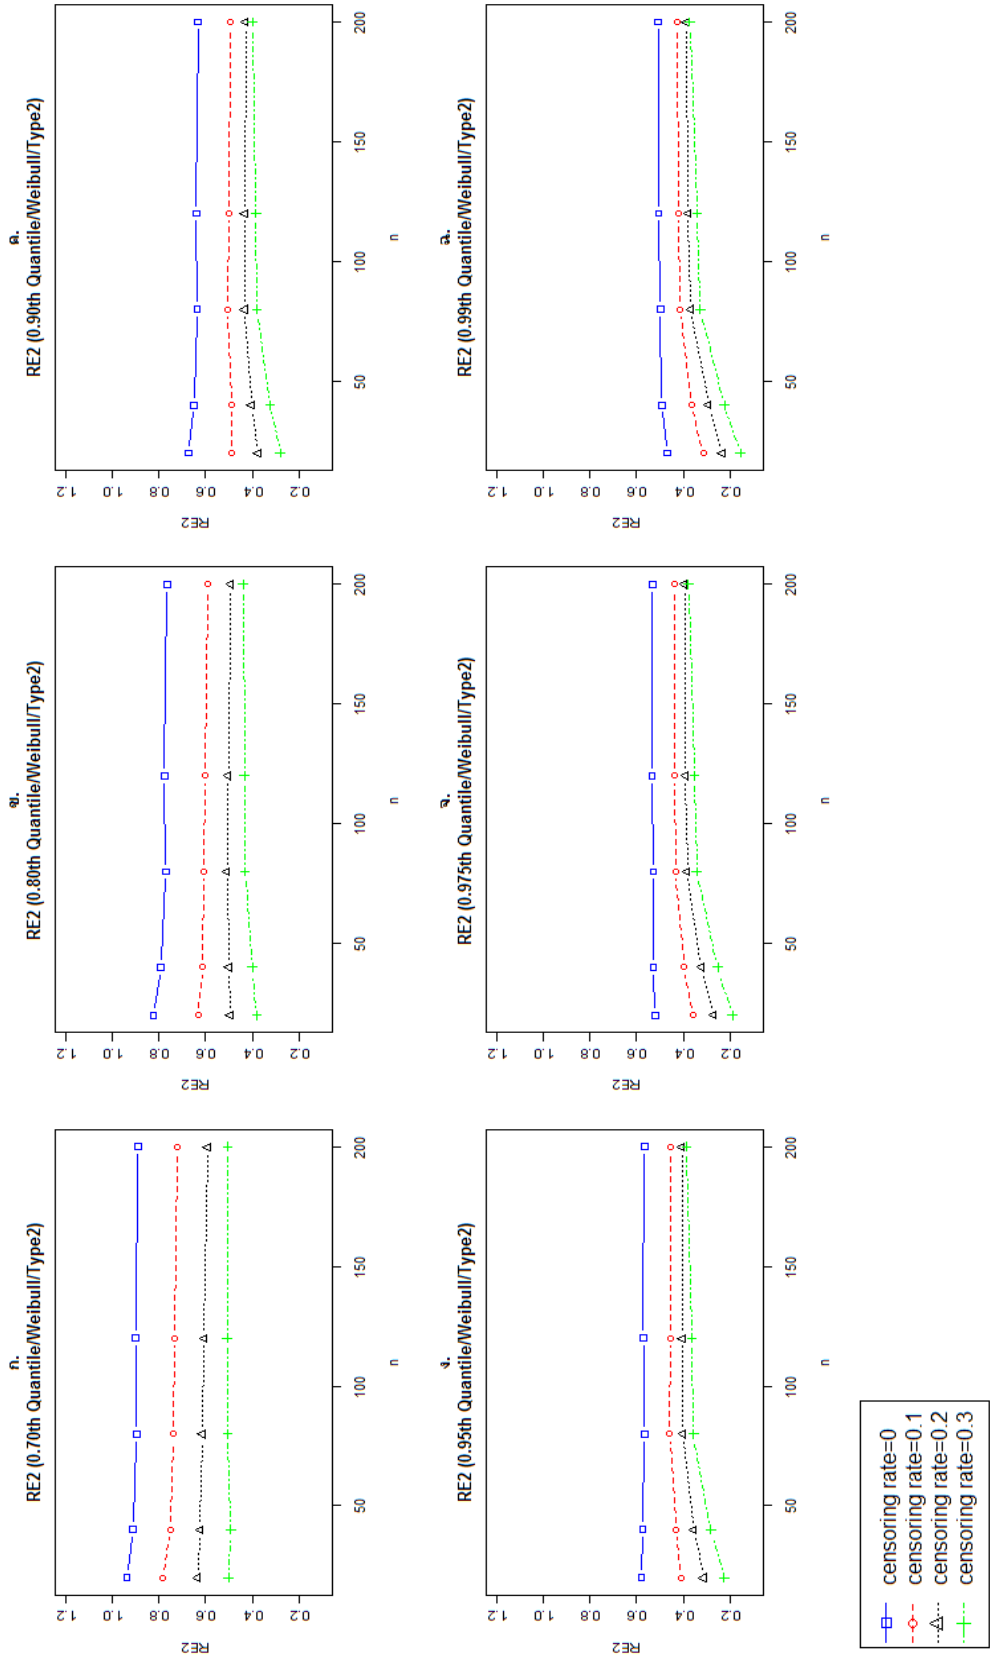 ก.
RE2 (0.70th Quantile/Weibull/Type2)
RE2
1.2
1.0
0.8
0.6
0.4
0.2
50 100 150 200
n
ข.
RE2 (0.80th Quantile/Weibull/Type2)
RE2
1.2
1.0
0.8
0.6
0.4
0.2
50 100 150 200
n
ค.
RE2 (0.90th Quantile/Weibull/Type2)
RE2
1.2
1.0
0.8
0.6
0.4
0.2
50 100 150 200
n
ง.
RE2 (0.95th Quantile/Weibull/Type2)
RE2
1.2
1.0
0.8
0.6
0.4
0.2
50 100 150 200
n
จ.
RE2 (0.975th Quantile/Weibull/Type2)
RE2
1.2
1.0
0.8
0.6
0.4
0.2
50 100 150 200
n
ฉ.
RE2 (0.99th Quantile/Weibull/Type2)
RE2
1.2
1.0
0.8
0.6
0.4
0.2
50 100 150 200
n
censoring rate=0
censoring rate=0.1
censoring rate=0.2
censoring rate=0.3